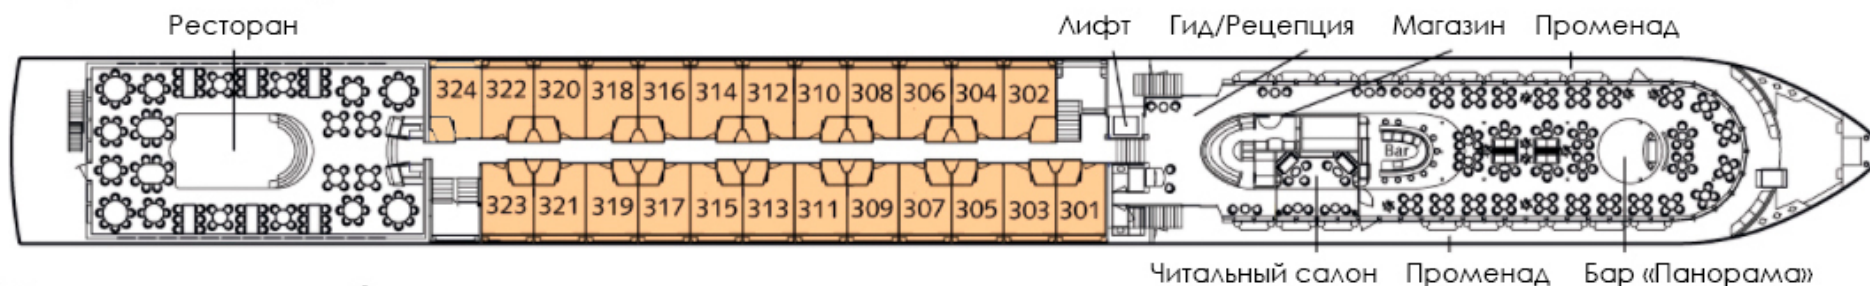 Ресторан Лифт Гид/Рецепция Магазин Променад
324 322 320 318 316 314 312 310 308 306 304 302
Bar
323 321 319 317 315 313 311 309 307 305 303 301
Читальный салон Променад Бар «Панорама»